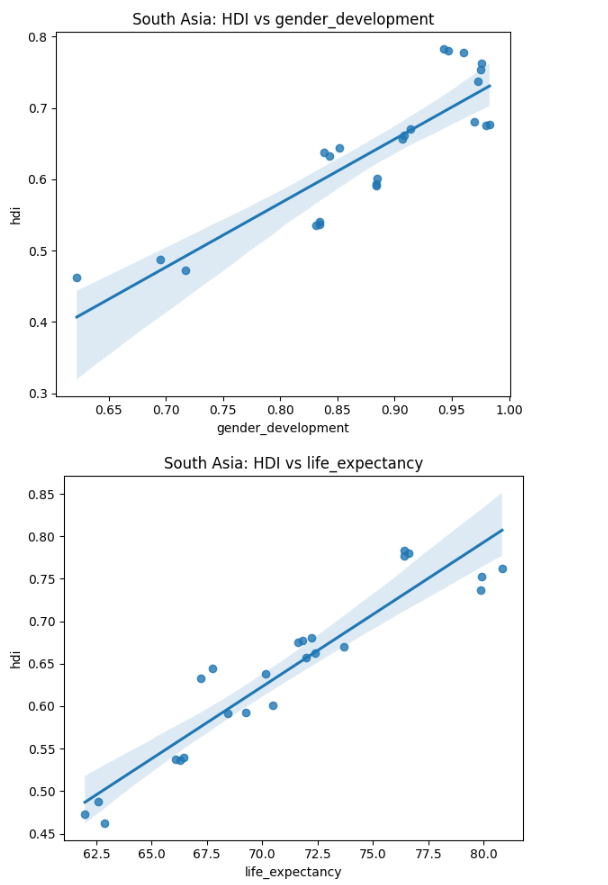 South Asia: HDI vs gender_development
0.8
0.7
0.6
hdi
0.5
0.4
0.3
0.65 0.70 0.75 0.80 0.85 0.90 0.95 1.00
gender_development
South Asia: HDI vs life_expectancy
0.85
0.80
0.75
0.70
hdi
0.65
0.60
0.55
0.50
0.45
62.5 65.0 67.5 70.0 72.5 75.0 77.5 80.0
life_expectancy